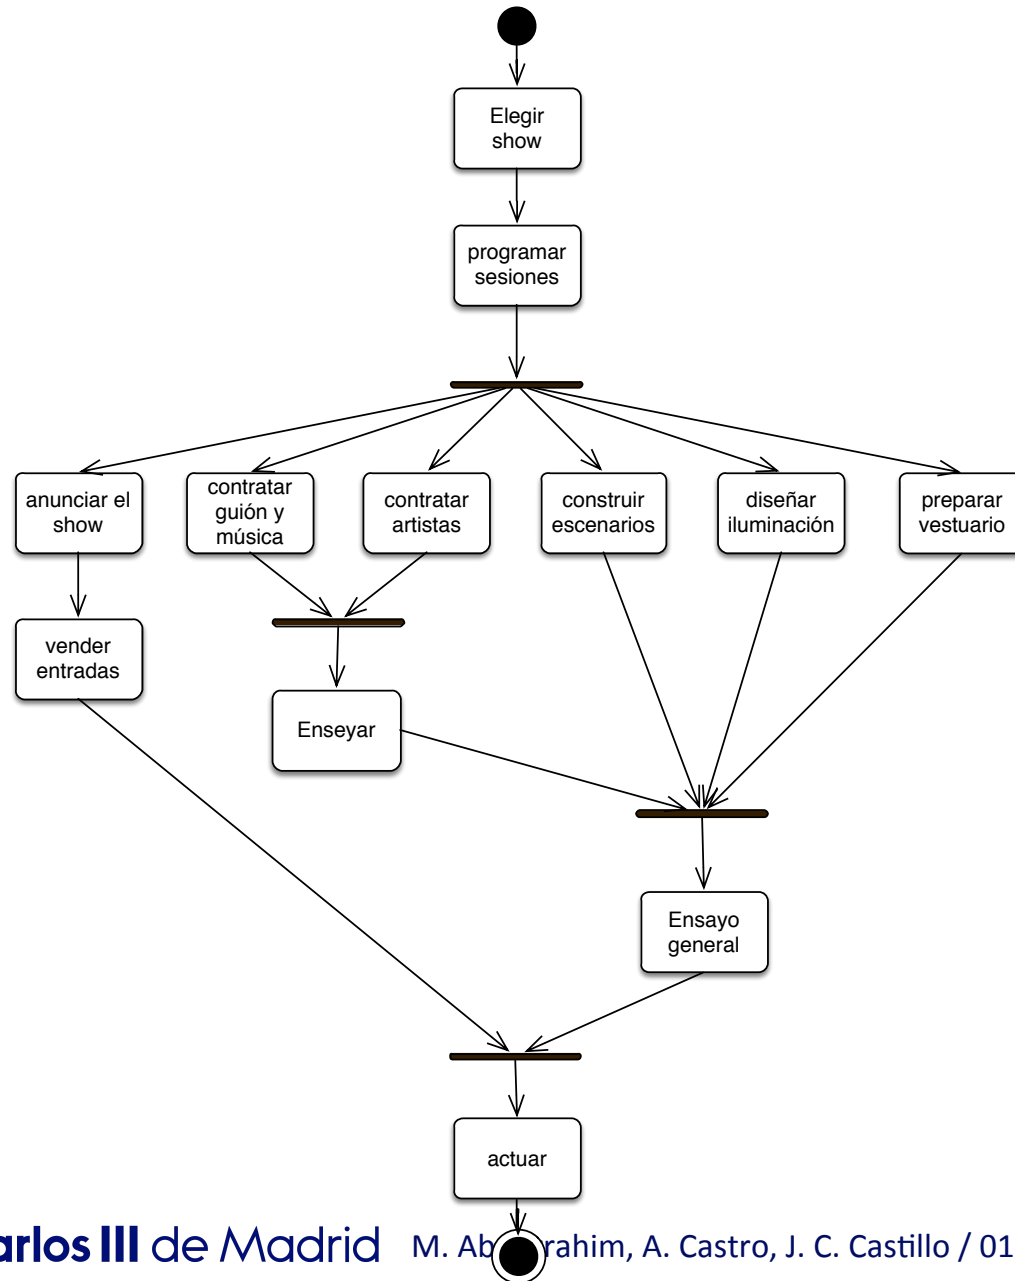 Elegir
show
programar
sesiones
anunciar el
show
contratar
guión y
música
contratar
artistas
construir
escenarios
diseñar
iluminación
preparar
vestuario
vender
entradas
Enseyar
Ensayo
general
actuar
arlos III de Madrid
M. Ab rahim, A. Castro, J. C. Castillo / 01